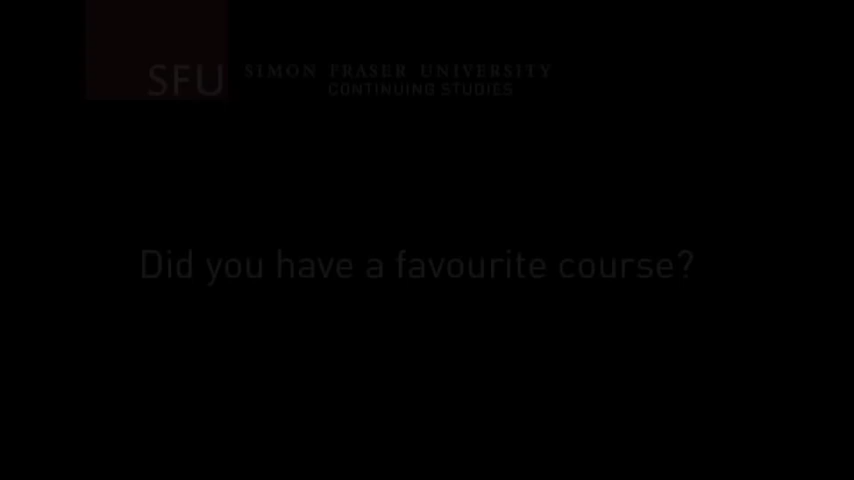 SFU SIMON FRASER UNIVERSITY
CONTINUING STUDIES
Did you have a favourite course?